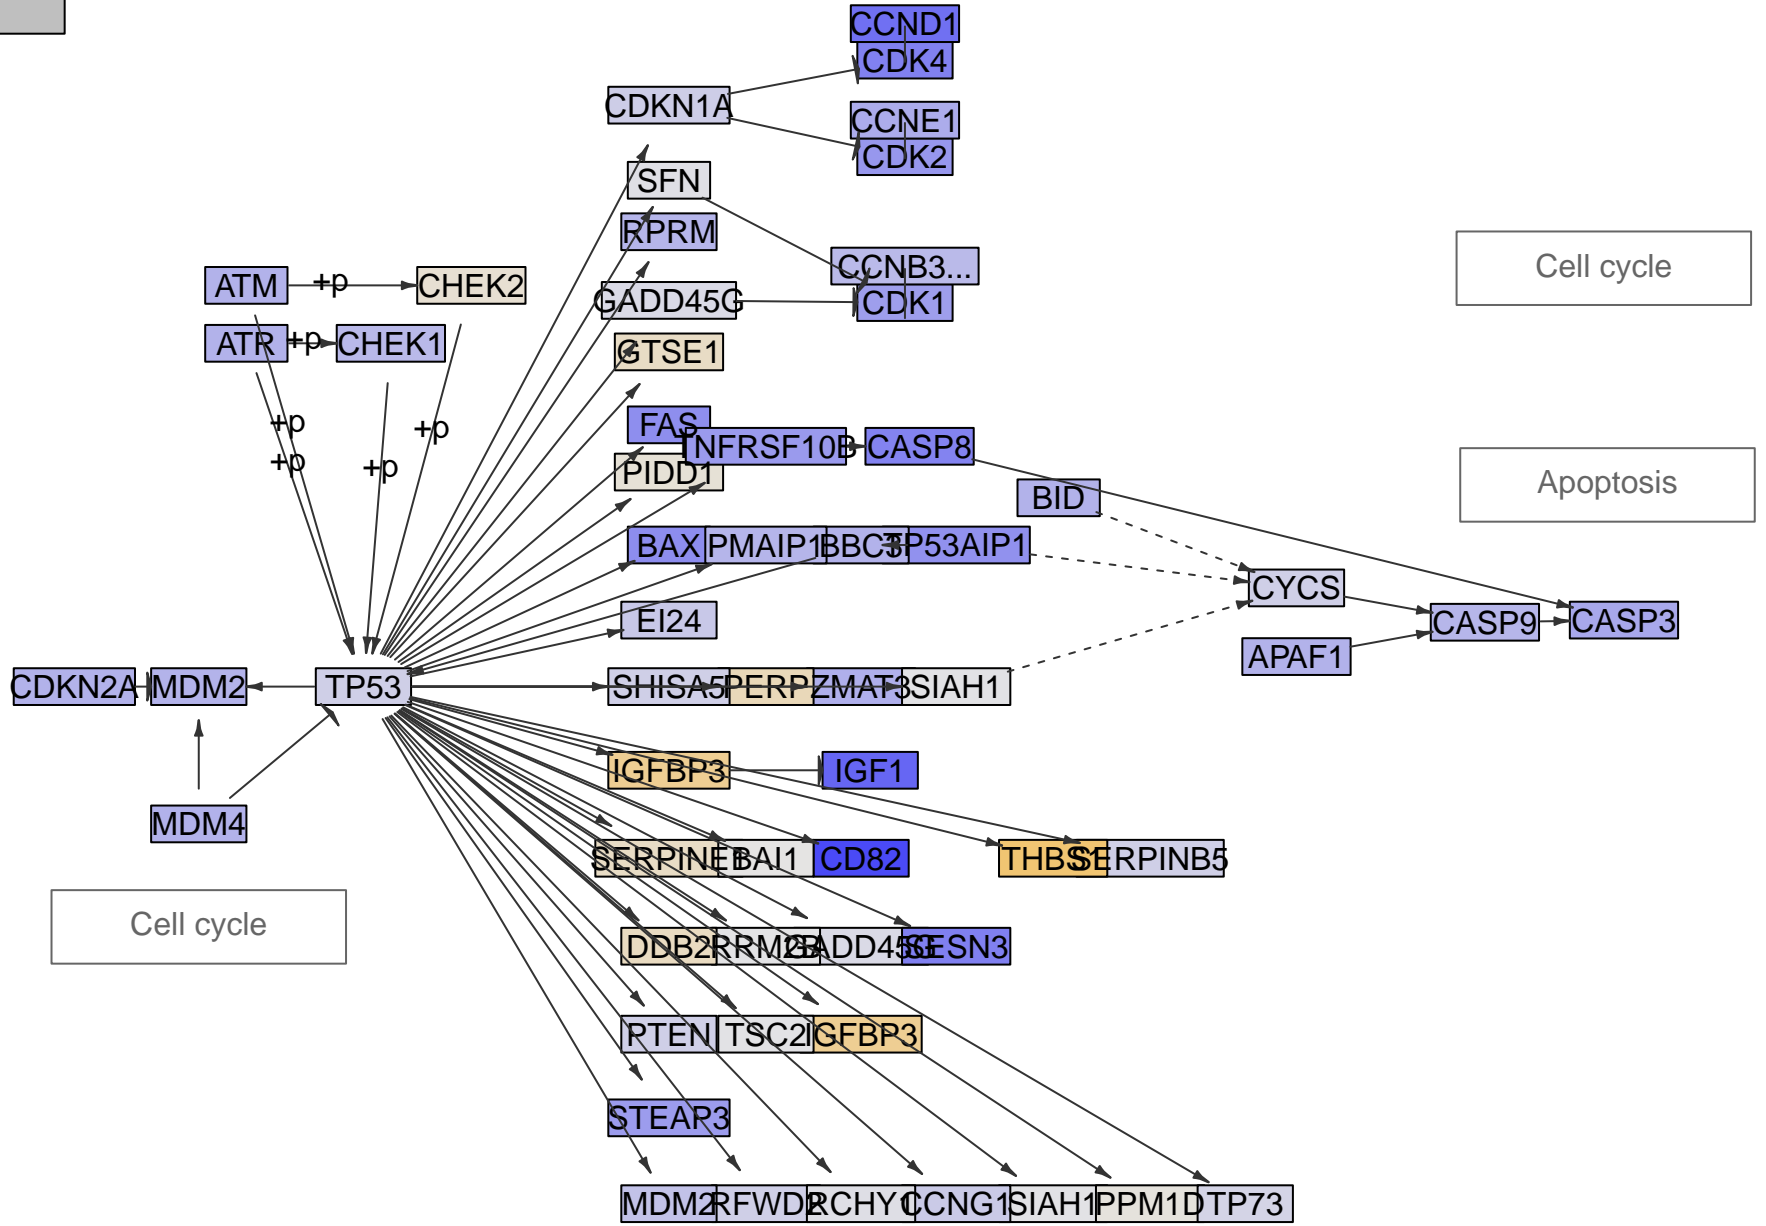 CCND1
CDK4
CDKN1A
CCNE1
CDK2
SFN
RPRM
CCNB3...
Cell cycle
ATM +p CHEK2
GADD45G CDK1
ATR +p CHEK1
GTSE1
+p
+p
FAS
TNFRSF10B CASP8
+p
+p
PIDD1
Apoptosis
BID
BAX PMAIP1 BBC3 TP53AIP1
CYCS
EI24
CASP9 CASP3
APAF1
CDKN2A MDM2 TP53 SHISA5 PERP ZMAT3 SIAH1
IGFBP3 IGF1
MDM4
SERPINE1 BAI1 CD82 THBS1 SERPINB5
Cell cycle
DDB2 RRM2B GADD45G SESN3
PTEN TSC2 IGFBP3
STEAP3
MDM2 RFWD2 RCHY1 CCNG1 SIAH1 PPM1D TP73